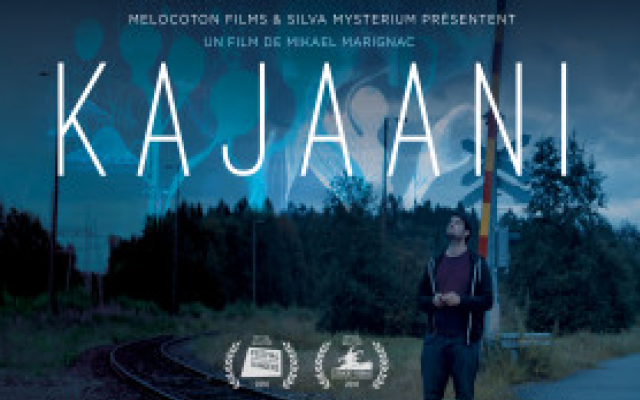 MELOCOTON FILMS & SILVA MYSTERIUM PRÉSENTENT
UN FILM DE MIKAEL MARIGNAC
KAJAANI